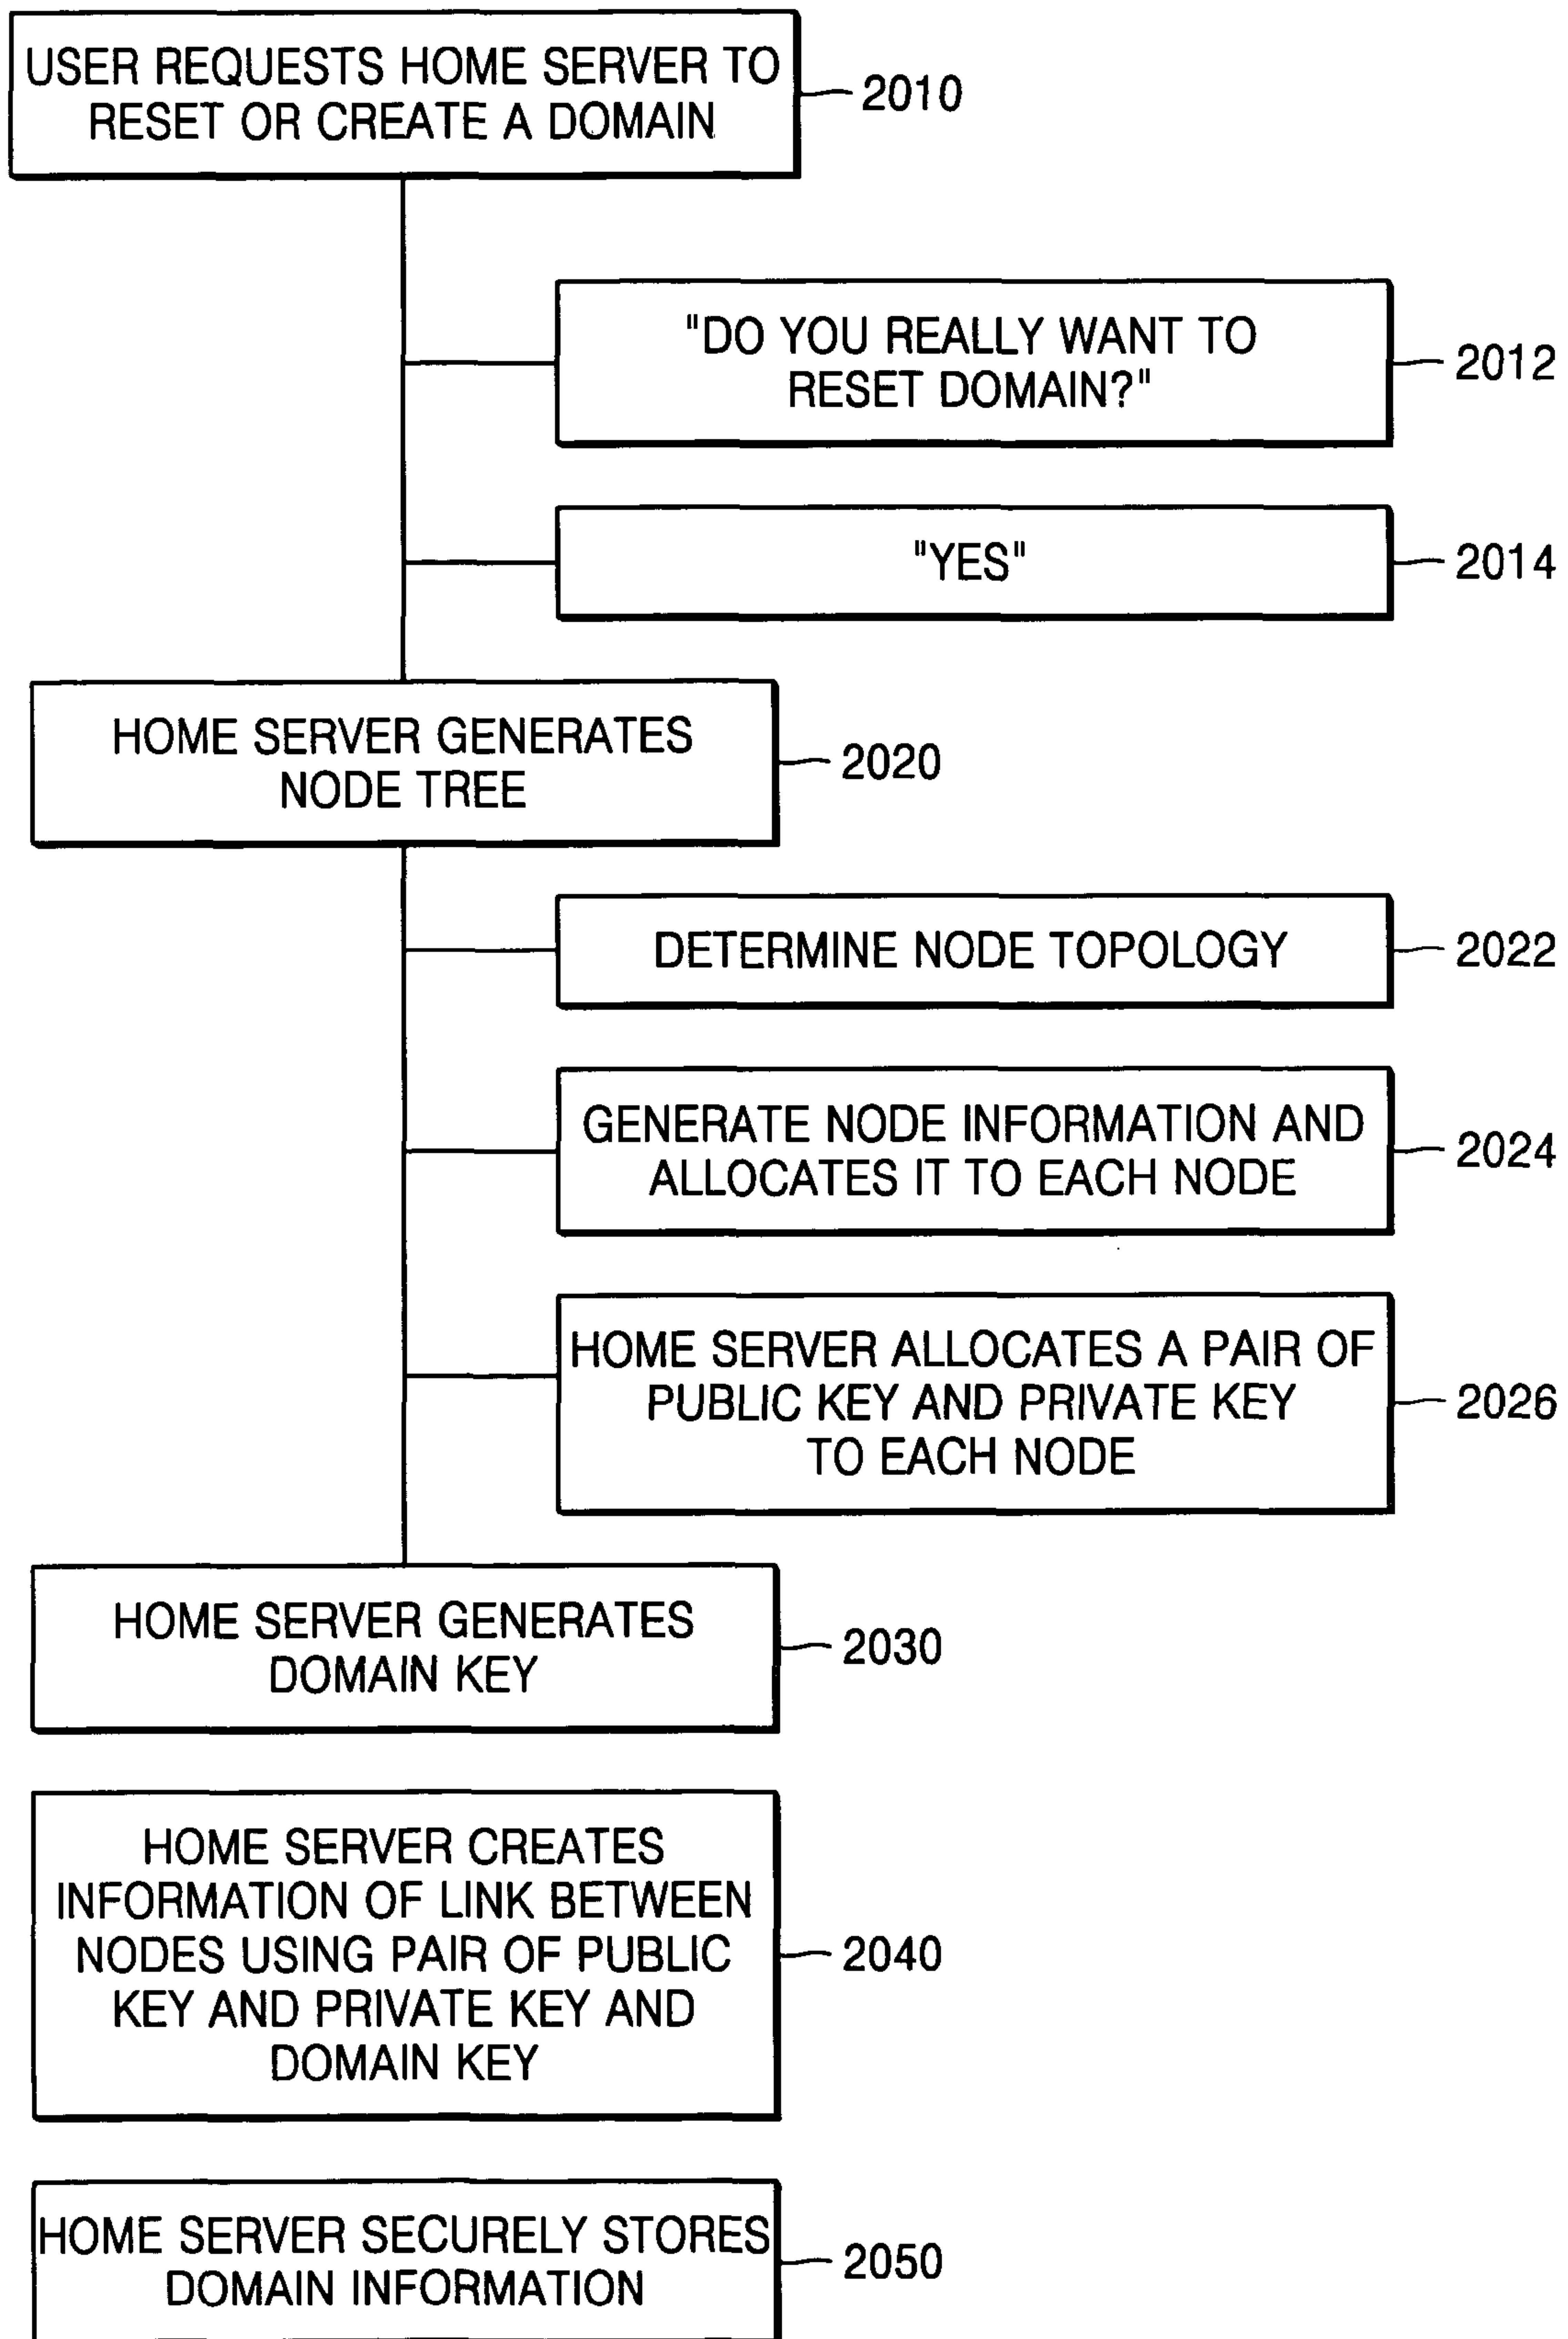 USER REQUESTS HOME SERVER TO
RESET OR CREATE A DOMAIN
2010
"DO YOU REALLY WANT TO
RESET DOMAIN?"
2012
"YES"
2014
HOME SERVER GENERATES
NODE TREE
2020
DETERMINE NODE TOPOLOGY
2022
GENERATE NODE INFORMATION AND
ALLOCATES IT TO EACH NODE
2024
HOME SERVER ALLOCATES A PAIR OF
PUBLIC KEY AND PRIVATE KEY
TO EACH NODE
2026
HOME SERVER GENERATES
DOMAIN KEY
2030
HOME SERVER CREATES
INFORMATION OF LINK BETWEEN
NODES USING PAIR OF PUBLIC
KEY AND PRIVATE KEY AND
DOMAIN KEY
2040
HOME SERVER SECURELY STORES
DOMAIN INFORMATION
2050